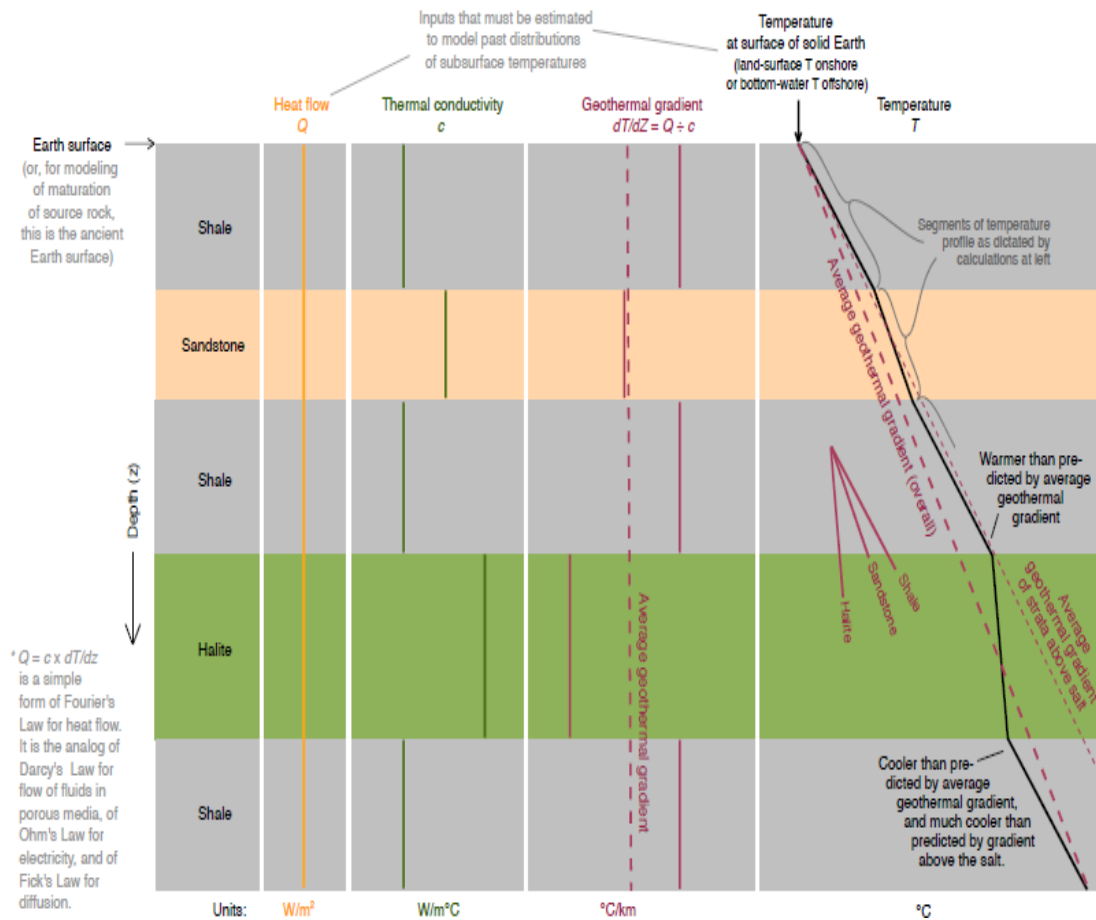 Inputs that must be estimated
to model past distributions
of subsurface temperatures
Temperature
at surface of solid Earth
(land-surface T onshore
or bottom-water T offshore)
Heat flow
Q
Thermal conductivity
c
Geothermal gradient
dT/dZ = Q ÷ c
Temperature
T
Earth surface
(or, for modeling
of maturation
of source rock,
this is the ancient
Earth surface)
Shale
Sandstone
Shale
Halite
Shale
Depth (z)
* Q = c x dT/dz
is a simple
form of Fourier's
Law for heat flow.
It is the analog of
Darcy's Law for
flow of fluids in
porous media, of
Ohm's Law for
electricity, and of
Fick's Law for
diffusion.
Average geothermal gradient
Segments of temperature
profile as dictated by
calculations at left
Average geothermal gradient (overall)
Warmer than pre-
dicted by average
geothermal
gradient
Halite
Sandstone
Shale
Average
geothermal gradient
of strata above salt
Cooler than pre-
dicted by average
geothermal gradient,
and much cooler than
predicted by gradient
above the salt.
Units:
W/m²
W/m°C
°C/km
°C